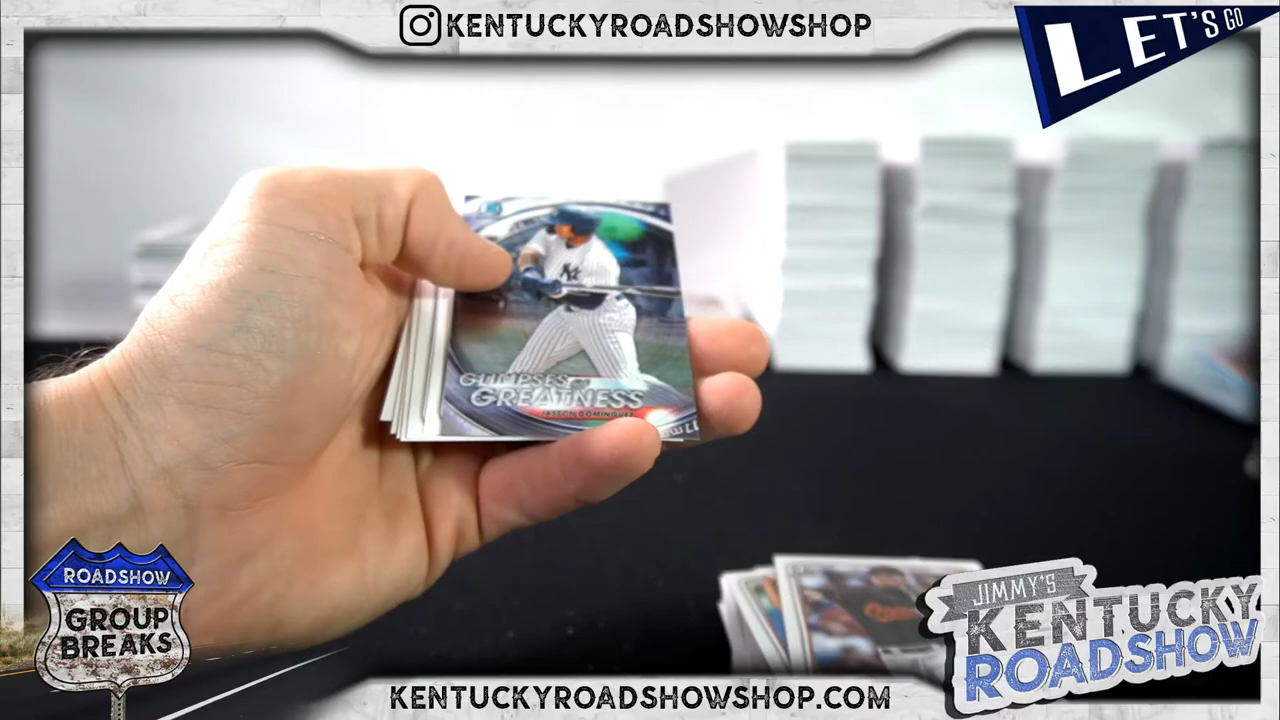 KENTUCKYROADSHOWSHOP
LET'S GO
GLIMPSES OF
GREATNESS
JASSON DOMINGUEZ
ROADSHOW
GROUP
BREAKS
JIMMY'S
KENTUCKY
ROADSHOW
KENTUCKYROADSHOWSHOP.COM